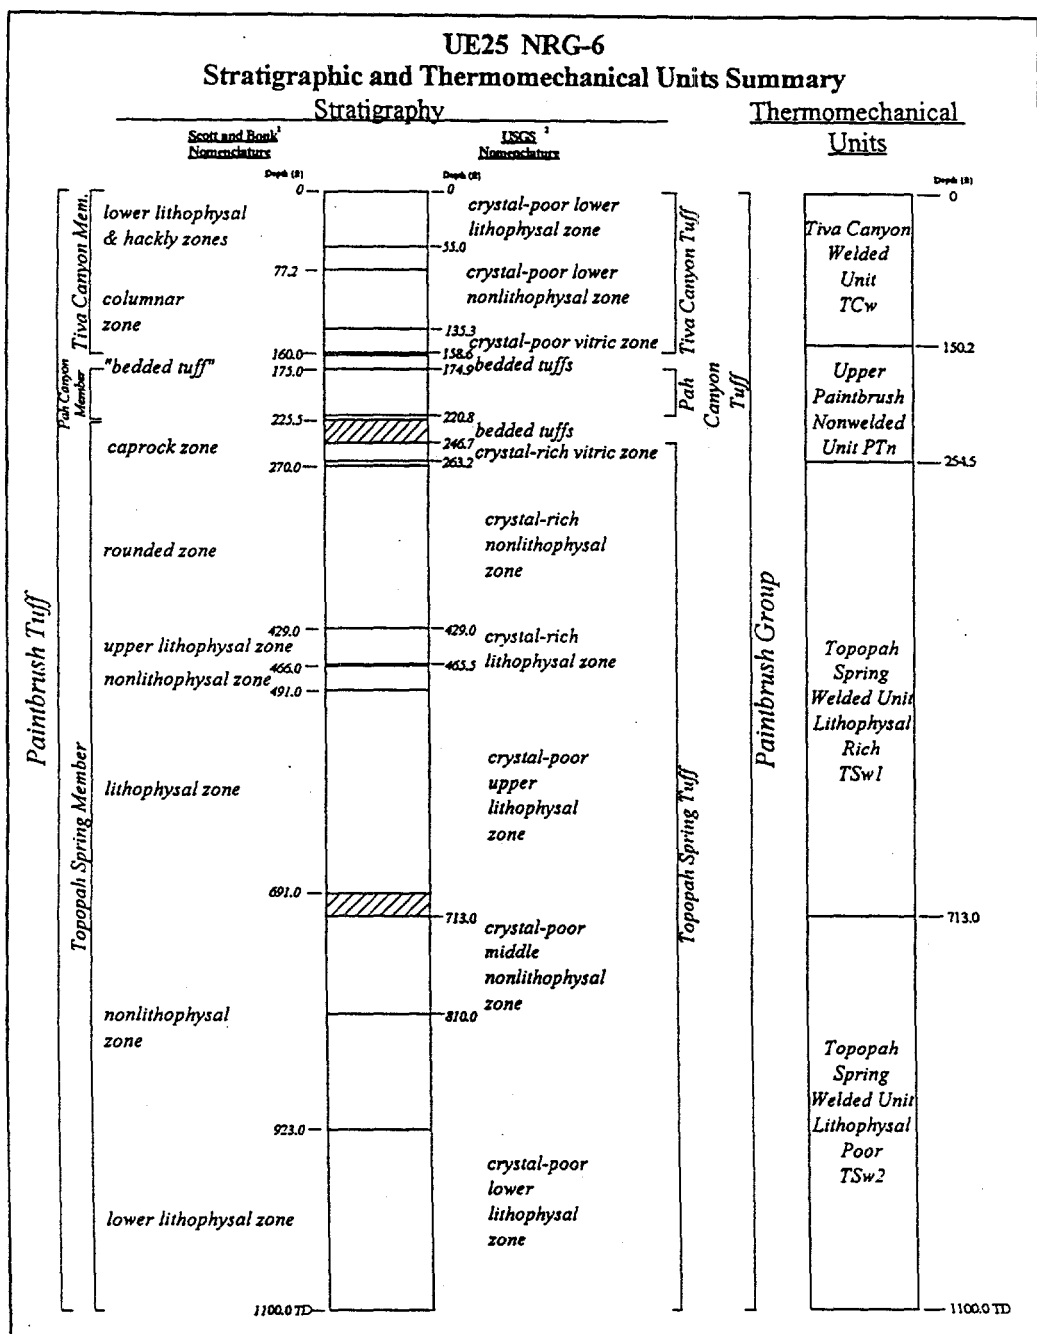 UE25 NRG-6
Stratigraphic and Thermomechanical Units Summary
Stratigraphy
Thermomechanical
Units
Scott and Bonk¹
Nomenclature
USGS ²
Nomenclature
Depth (ft)
Depth (ft)
Depth (ft)
0
0
0
lower lithophysal
& hackly zones
crystal-poor lower
lithophysal zone
55.0
77.2
crystal-poor lower
nonlithophysal zone
columnar
zone
135.3
crystal-poor vitric zone
160.0
158.6
"bedded tuff"
175.0
174.9
bedded tuffs
225.5
220.8
bedded tuffs
caprock zone
246.7
crystal-rich vitric zone
263.2
270.0
rounded zone
crystal-rich
nonlithophysal
zone
429.0
429.0
upper lithophysal zone
crystal-rich
lithophysal zone
466.0
465.5
nonlithophysal zone
491.0
lithophysal zone
crystal-poor
upper
lithophysal
zone
691.0
713.0
crystal-poor
middle
nonlithophysal
zone
nonlithophysal
zone
810.0
923.0
crystal-poor
lower
lithophysal
zone
lower lithophysal zone
1100.0 TD
Paintbrush Tuff
Tiva Canyon Mem.
Pah Canyon
Member
Topopah Spring Member
Tiva Canyon Tuff
Pah
Canyon
Tuff
Topopah Spring Tuff
Paintbrush Group
Tiva Canyon
Welded
Unit
TCw
150.2
Upper
Paintbrush
Nonwelded
Unit PTn
254.5
Topopah
Spring
Welded Unit
Lithophysal
Rich
TSw1
713.0
Topopah
Spring
Welded Unit
Lithophysal
Poor
TSw2
1100.0 TD